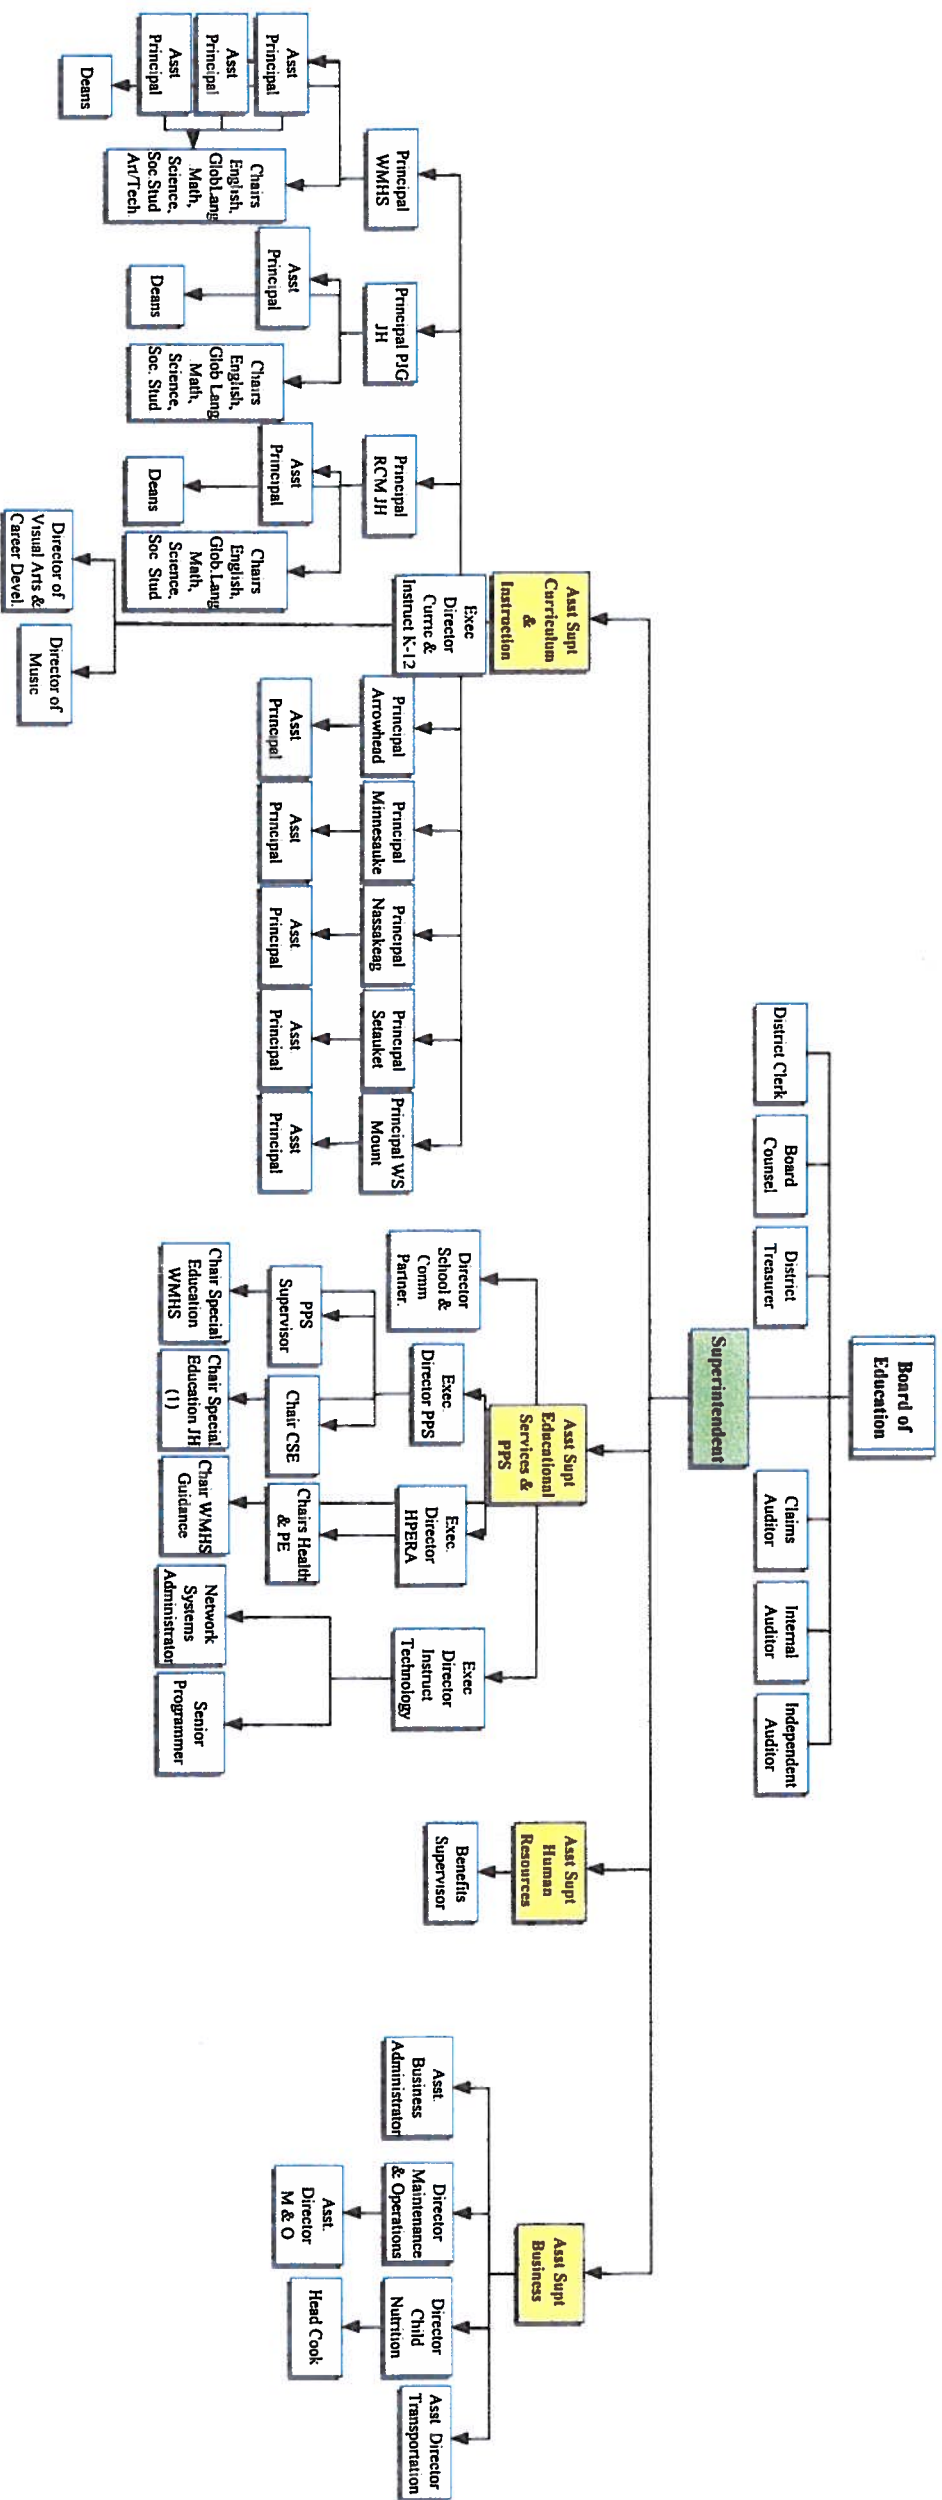 Board of
Education
District Clerk
Board
Counsel
District
Treasurer
Claims
Auditor
Internal
Auditor
Independent
Auditor
Superintendent
Asst Supt
Curriculum
&
Instruction
Asst Supt
Educational
Services &
PPS
Asst Supt
Human
Resources
Asst Supt
Business
Exec
Director
Curric &
Instruct K-12
Principal
WMHS
Principal PJG
JH
Principal
RCM JH
Principal
Arrowhead
Principal
Minnesauke
Principal
Nassakeag
Principal
Setauket
Principal WS
Mount
Asst
Principal
Asst
Principal
Asst
Principal
Deans
Chairs
English,
GlobLang
Math,
Science,
Soc.Stud
Art/Tech.
Asst
Principal
Deans
Chairs
English,
Glob Lang
Math,
Science,
Soc. Stud
Asst
Principal
Deans
Chairs
English,
Glob.Lang
Math,
Science,
Soc Stud
Asst
Principal
Asst
Principal
Asst.
Principal
Asst
Principal
Asst
Principal
Director of
Visual Arts &
Career Devel.
Director of
Music
Director
School &
Comm
Partner.
Exec.
Director PPS
Exec.
Director
HPERA
Exec
Director
Instruct
Technology
PPS
Supervisor
Chair CSE
Chairs Health
& PE
Chair Special
Education
WMHS
Chair Special
Education JH
(1)
Chair WMHS
Guidance
Network
Systems
Administrator
Senior
Programmer
Benefits
Supervisor
Asst.
Business
Administrator
Director
Maintenance
& Operations
Director
Child
Nutrition
Asst Director
Transportation
Asst.
Director
M & O
Head Cook